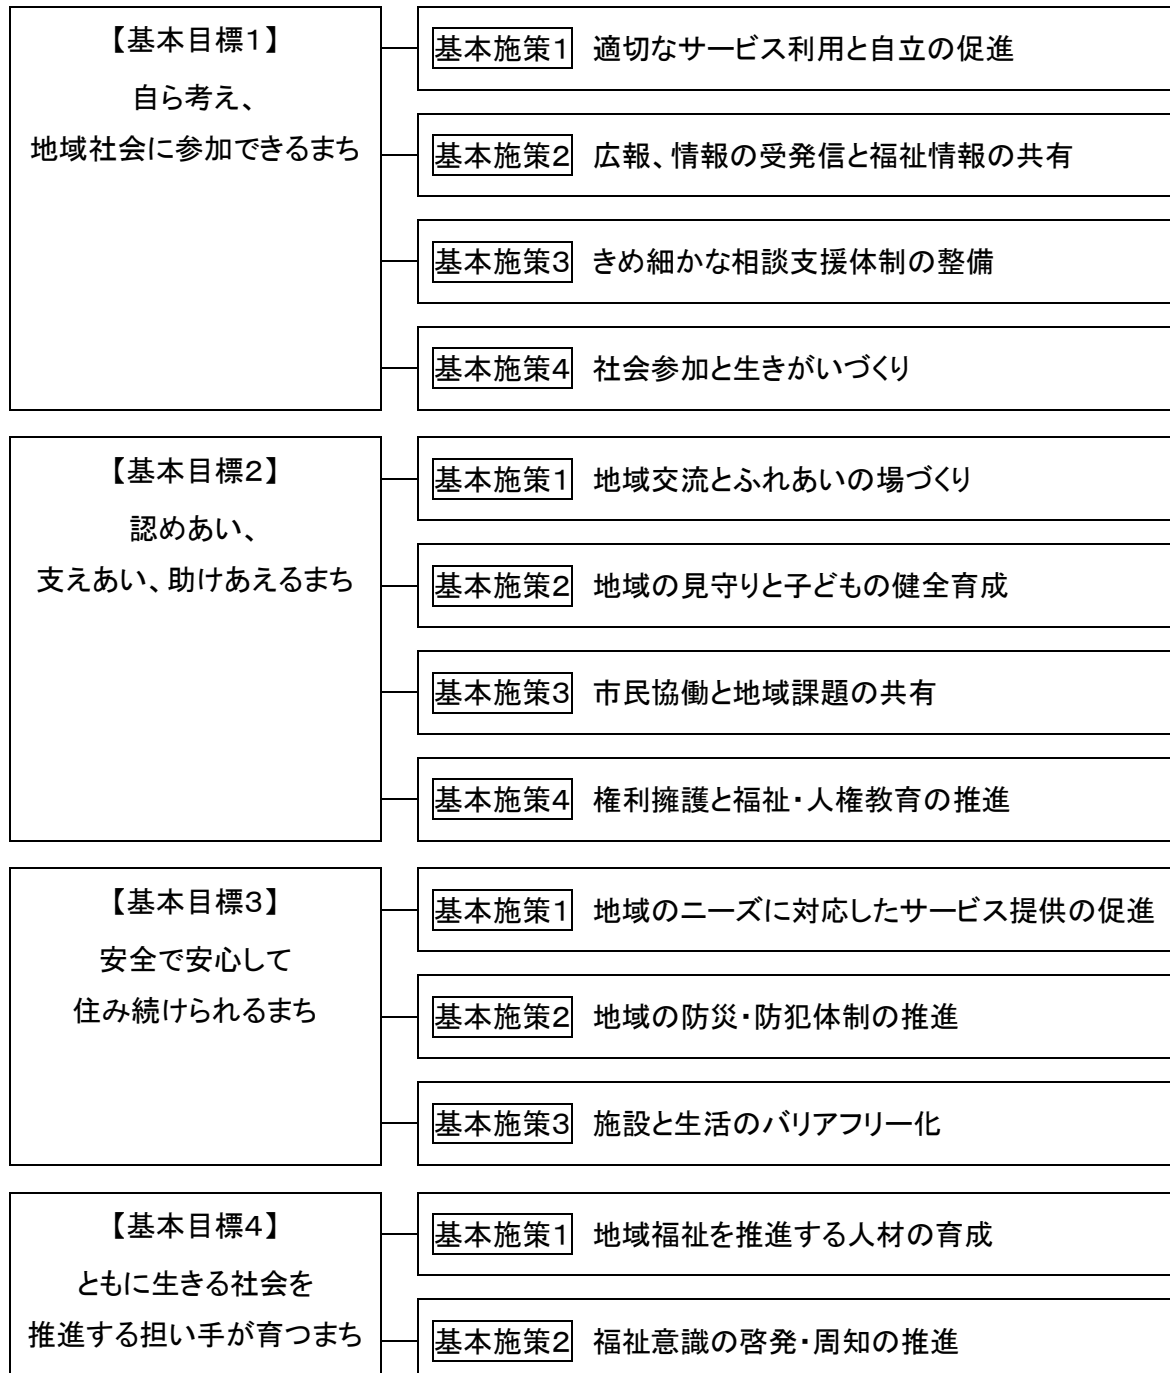 【基本目標１】
自ら考え、
地域社会に参加できるまち
基本施策１ 適切なサービス利用と自立の促進
基本施策２ 広報、情報の受発信と福祉情報の共有
基本施策３ きめ細かな相談支援体制の整備
基本施策４ 社会参加と生きがいづくり
【基本目標２】
認めあい、
支えあい、助けあえるまち
基本施策１ 地域交流とふれあいの場づくり
基本施策２ 地域の見守りと子どもの健全育成
基本施策３ 市民協働と地域課題の共有
基本施策４ 権利擁護と福祉・人権教育の推進
【基本目標３】
安全で安心して
住み続けられるまち
基本施策１ 地域のニーズに対応したサービス提供の促進
基本施策２ 地域の防災・防犯体制の推進
基本施策３ 施設と生活のバリアフリー化
【基本目標４】
ともに生きる社会を
推進する担い手が育つまち
基本施策１ 地域福祉を推進する人材の育成
基本施策２ 福祉意識の啓発・周知の推進